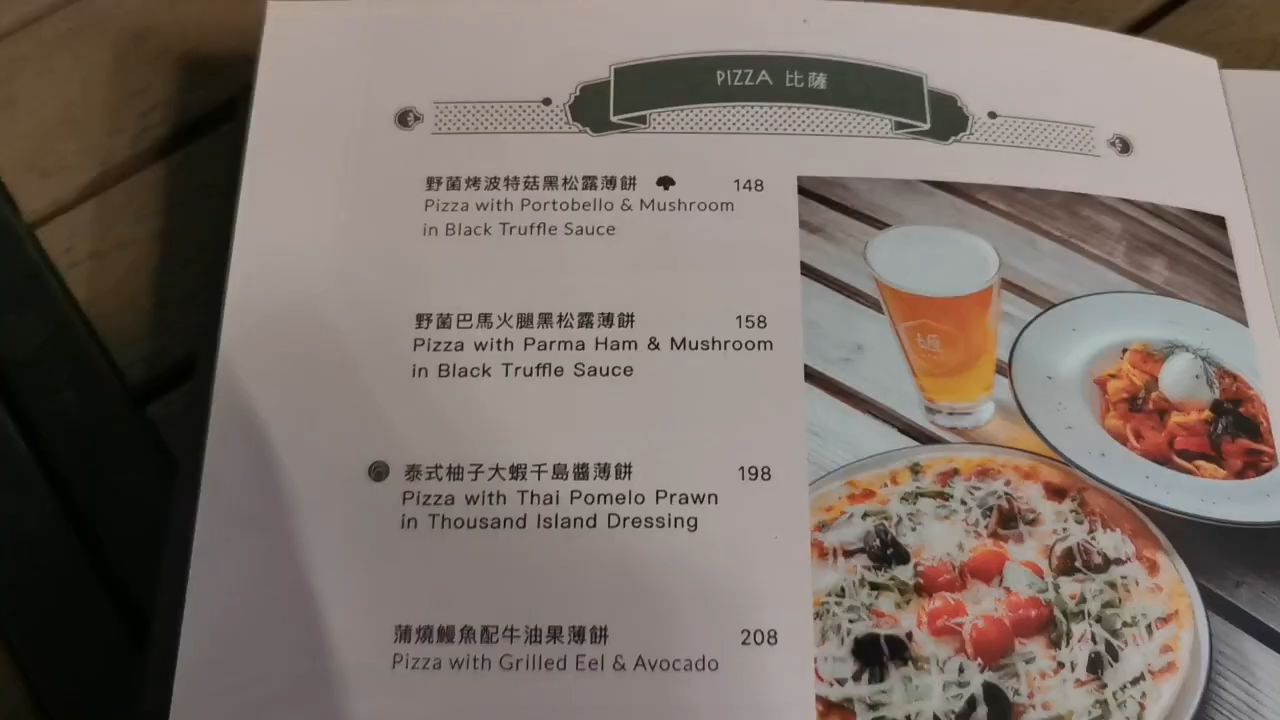 PIZZA 比薩
野菌烤波特菇黑松露薄餅 148
Pizza with Portobello & Mushroom
in Black Truffle Sauce
野菌巴馬火腿黑松露薄餅 158
Pizza with Parma Ham & Mushroom
in Black Truffle Sauce
泰式柚子大蝦千島醬薄餅 198
Pizza with Thai Pomelo Prawn
in Thousand Island Dressing
蒲燒鰻魚配牛油果薄餅 208
Pizza with Grilled Eel & Avocado